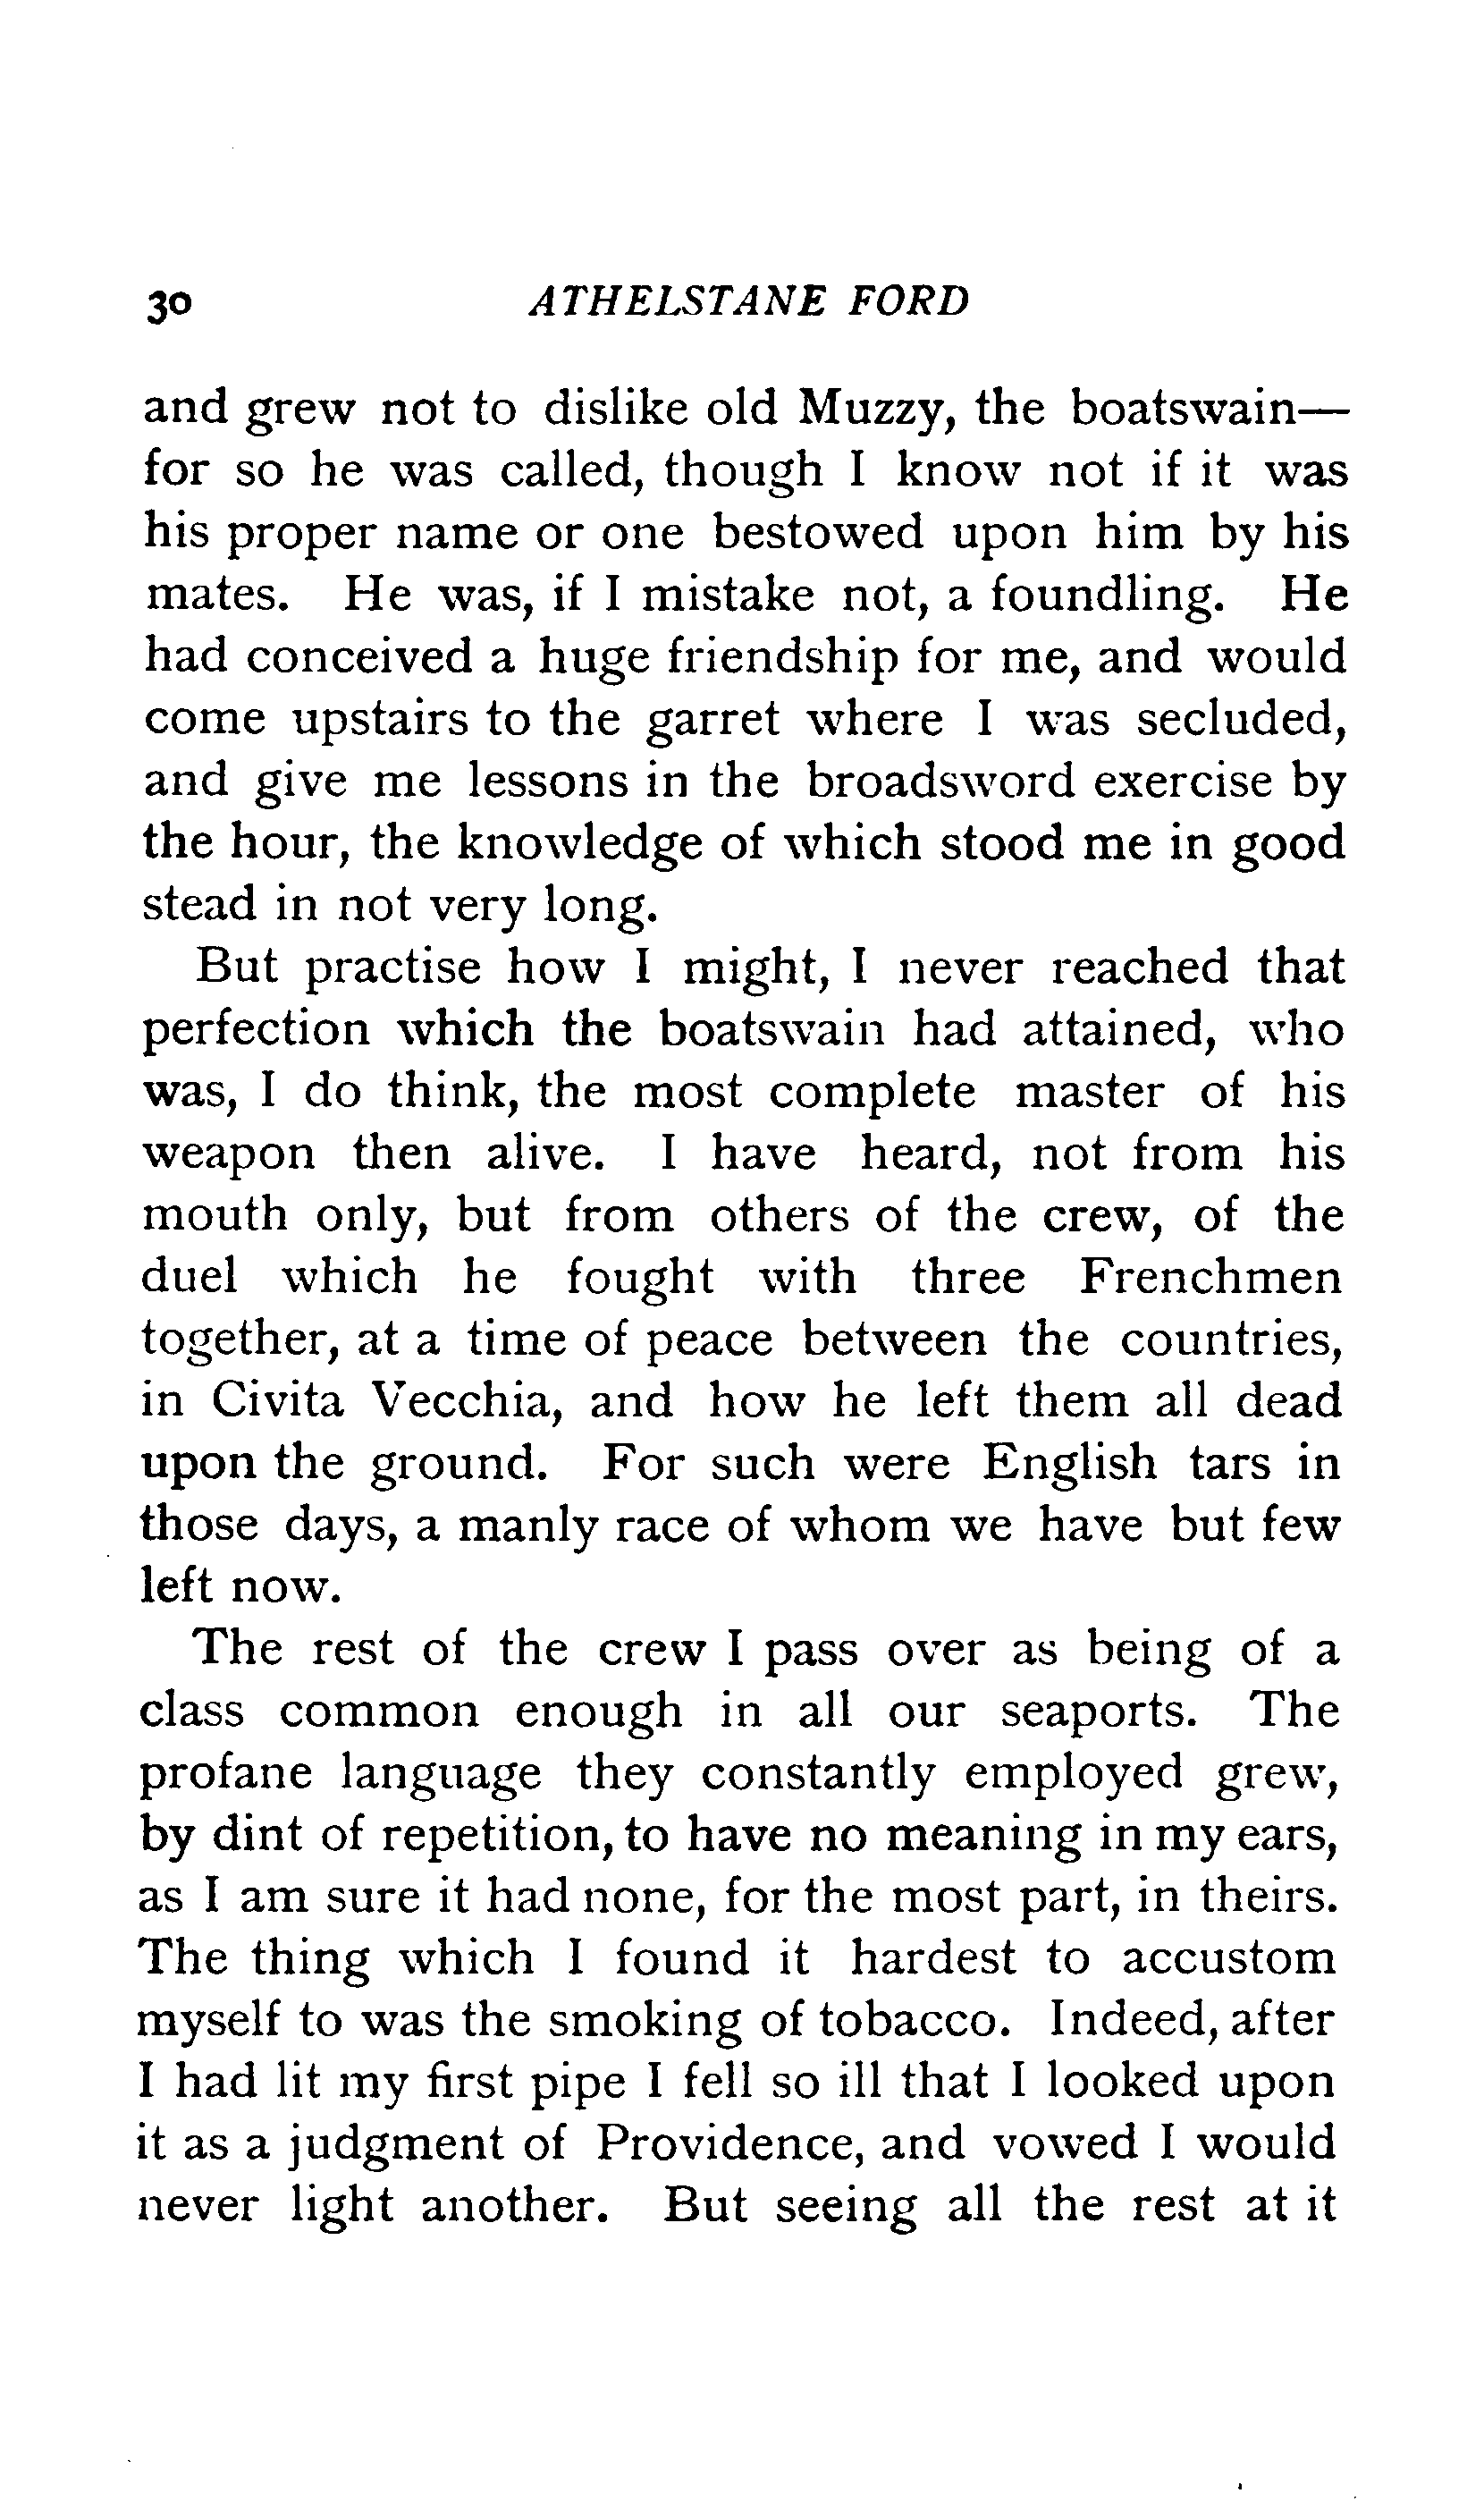 30 ATHELSTANE FORD
and grew not to dislike old Muzzy, the boatswain—
for so he was called, though I know not if it was
his proper name or one bestowed upon him by his
mates. He was, if I mistake not, a foundling. He
had conceived a huge friendship for me, and would
come upstairs to the garret where I was secluded,
and give me lessons in the broadsword exercise by
the hour, the knowledge of which stood me in good
stead in not very long.
But practise how I might, I never reached that
perfection which the boatswain had attained, who
was, I do think, the most complete master of his
weapon then alive. I have heard, not from his
mouth only, but from others of the crew, of the
duel which he fought with three Frenchmen
together, at a time of peace between the countries,
in Civita Vecchia, and how he left them all dead
upon the ground. For such were English tars in
those days, a manly race of whom we have but few
left now.
The rest of the crew I pass over as being of a
class common enough in all our seaports. The
profane language they constantly employed grew,
by dint of repetition, to have no meaning in my ears,
as I am sure it had none, for the most part, in theirs.
The thing which I found it hardest to accustom
myself to was the smoking of tobacco. Indeed, after
I had lit my first pipe I fell so ill that I looked upon
it as a judgment of Providence, and vowed I would
never light another. But seeing all the rest at it